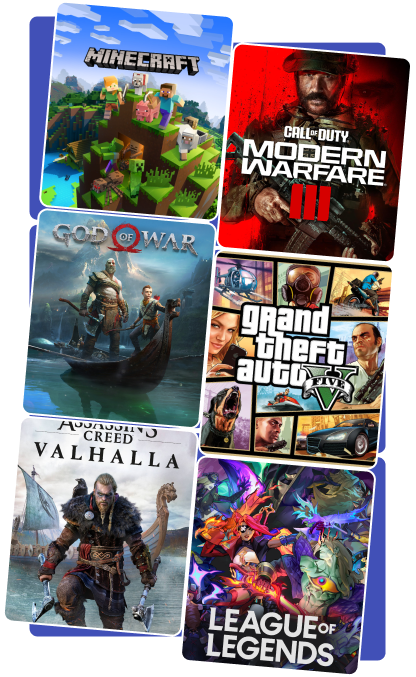 MINECRAFT
CALL OF DUTY
MODERN
WARFARE
III
GOD OF WAR
grand
theft
auto V
FIVE
ASSASSIN'S
CREED
VALHALLA
LEAGUE OF
LEGENDS